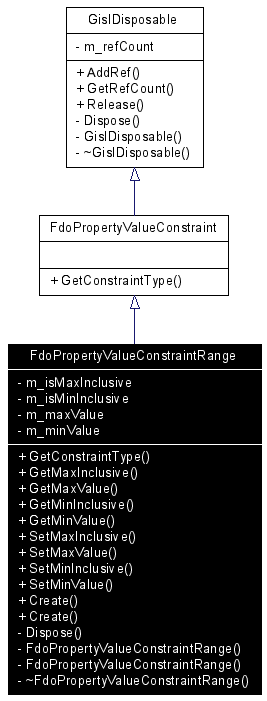 GisIDisposable
- m_refCount
+ AddRef()
+ GetRefCount()
+ Release()
- Dispose()
- GisIDisposable()
- ~GisIDisposable()
FdoPropertyValueConstraint
+ GetConstraintType()
FdoPropertyValueConstraintRange
- m_isMaxInclusive
- m_isMinInclusive
- m_maxValue
- m_minValue
+ GetConstraintType()
+ GetMaxInclusive()
+ GetMaxValue()
+ GetMinInclusive()
+ GetMinValue()
+ SetMaxInclusive()
+ SetMaxValue()
+ SetMinInclusive()
+ SetMinValue()
+ Create()
+ Create()
- Dispose()
- FdoPropertyValueConstraintRange()
- FdoPropertyValueConstraintRange()
- ~FdoPropertyValueConstraintRange()